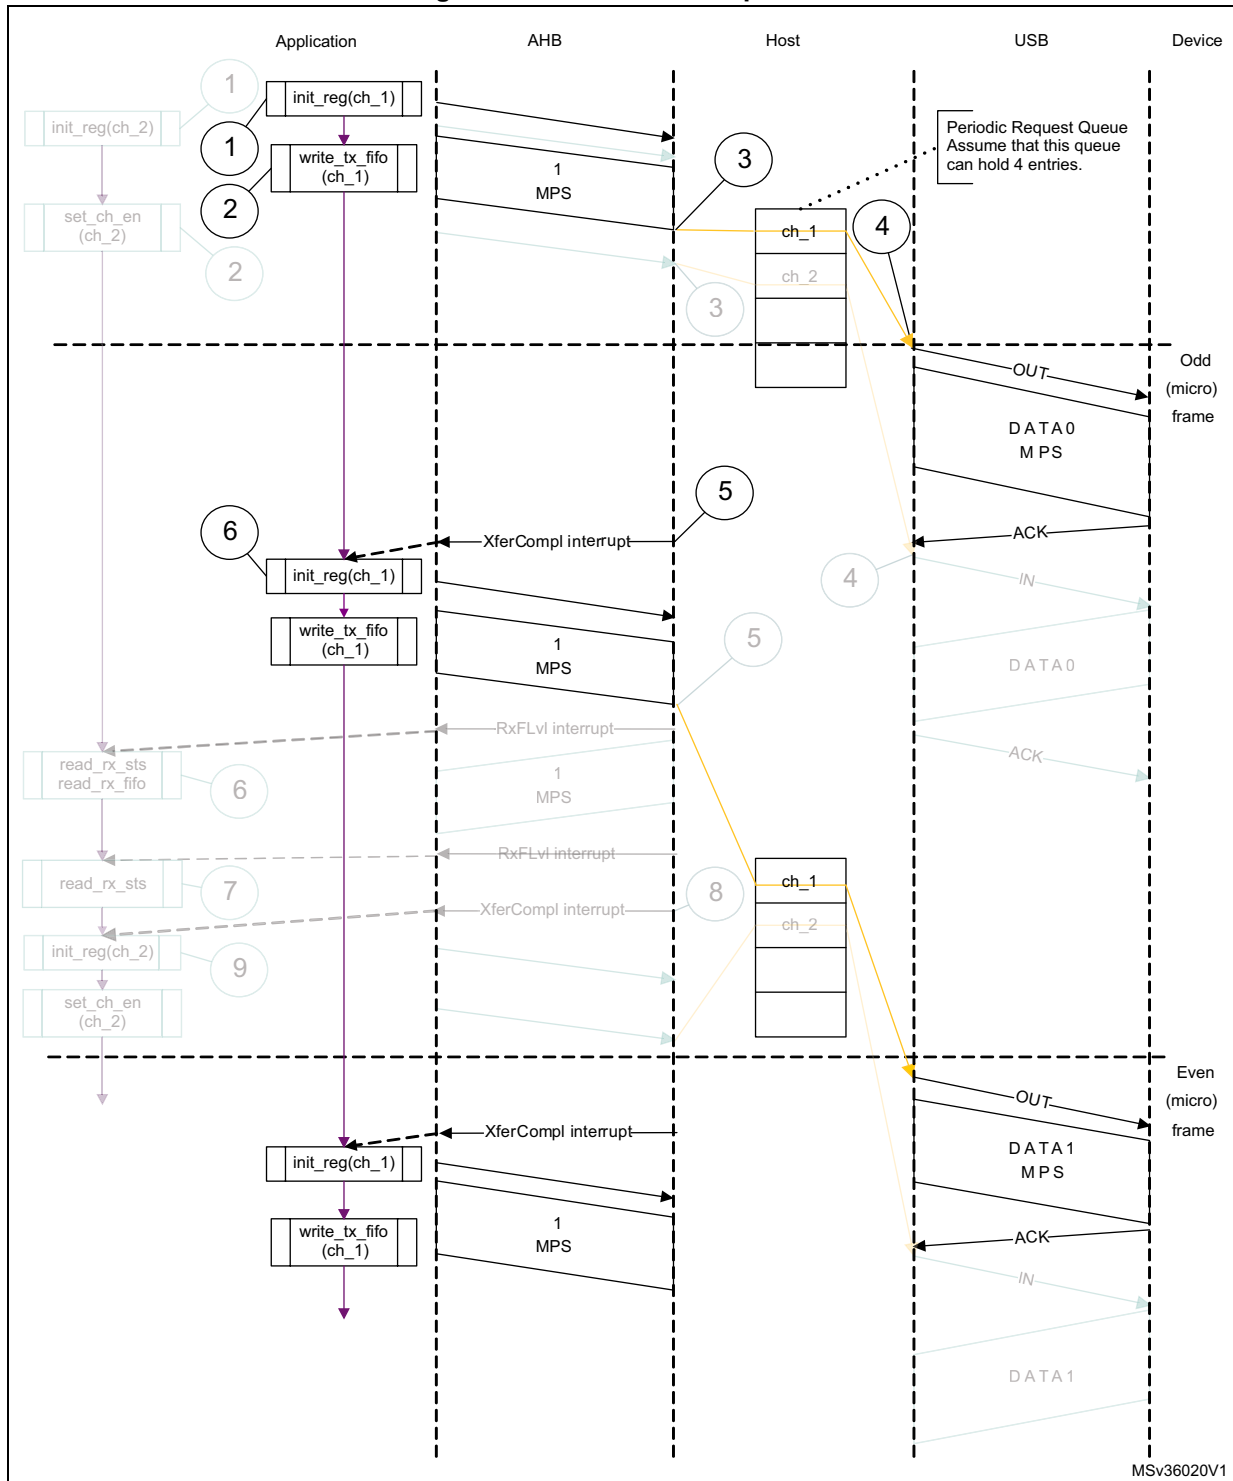 Application AHB Host USB Device
1
init_reg(ch_1)
init_reg(ch_2)
Periodic Request Queue
Assume that this queue
can hold 4 entries.
1
write_tx_fifo
(ch_1)
1
MPS
3
2
set_ch_en
(ch_2)
ch_1
4
2
ch_2
3
Odd
(micro)
frame
OUT
DATA0
MPS
5
6
XferCompl interrupt
ACK
init_reg(ch_1)
4
IN
write_tx_fifo
(ch_1)
1
MPS
5
DATA0
RxFLvl interrupt
ACK
read_rx_sts
read_rx_fifo
6
1
MPS
RxFLvl interrupt
read_rx_sts
7
ch_1
8
XferCompl interrupt
ch_2
init_reg(ch_2)
9
set_ch_en
(ch_2)
Even
(micro)
frame
OUT
XferCompl interrupt
DATA1
MPS
init_reg(ch_1)
write_tx_fifo
(ch_1)
1
MPS
ACK
IN
DATA1
MSv36020V1